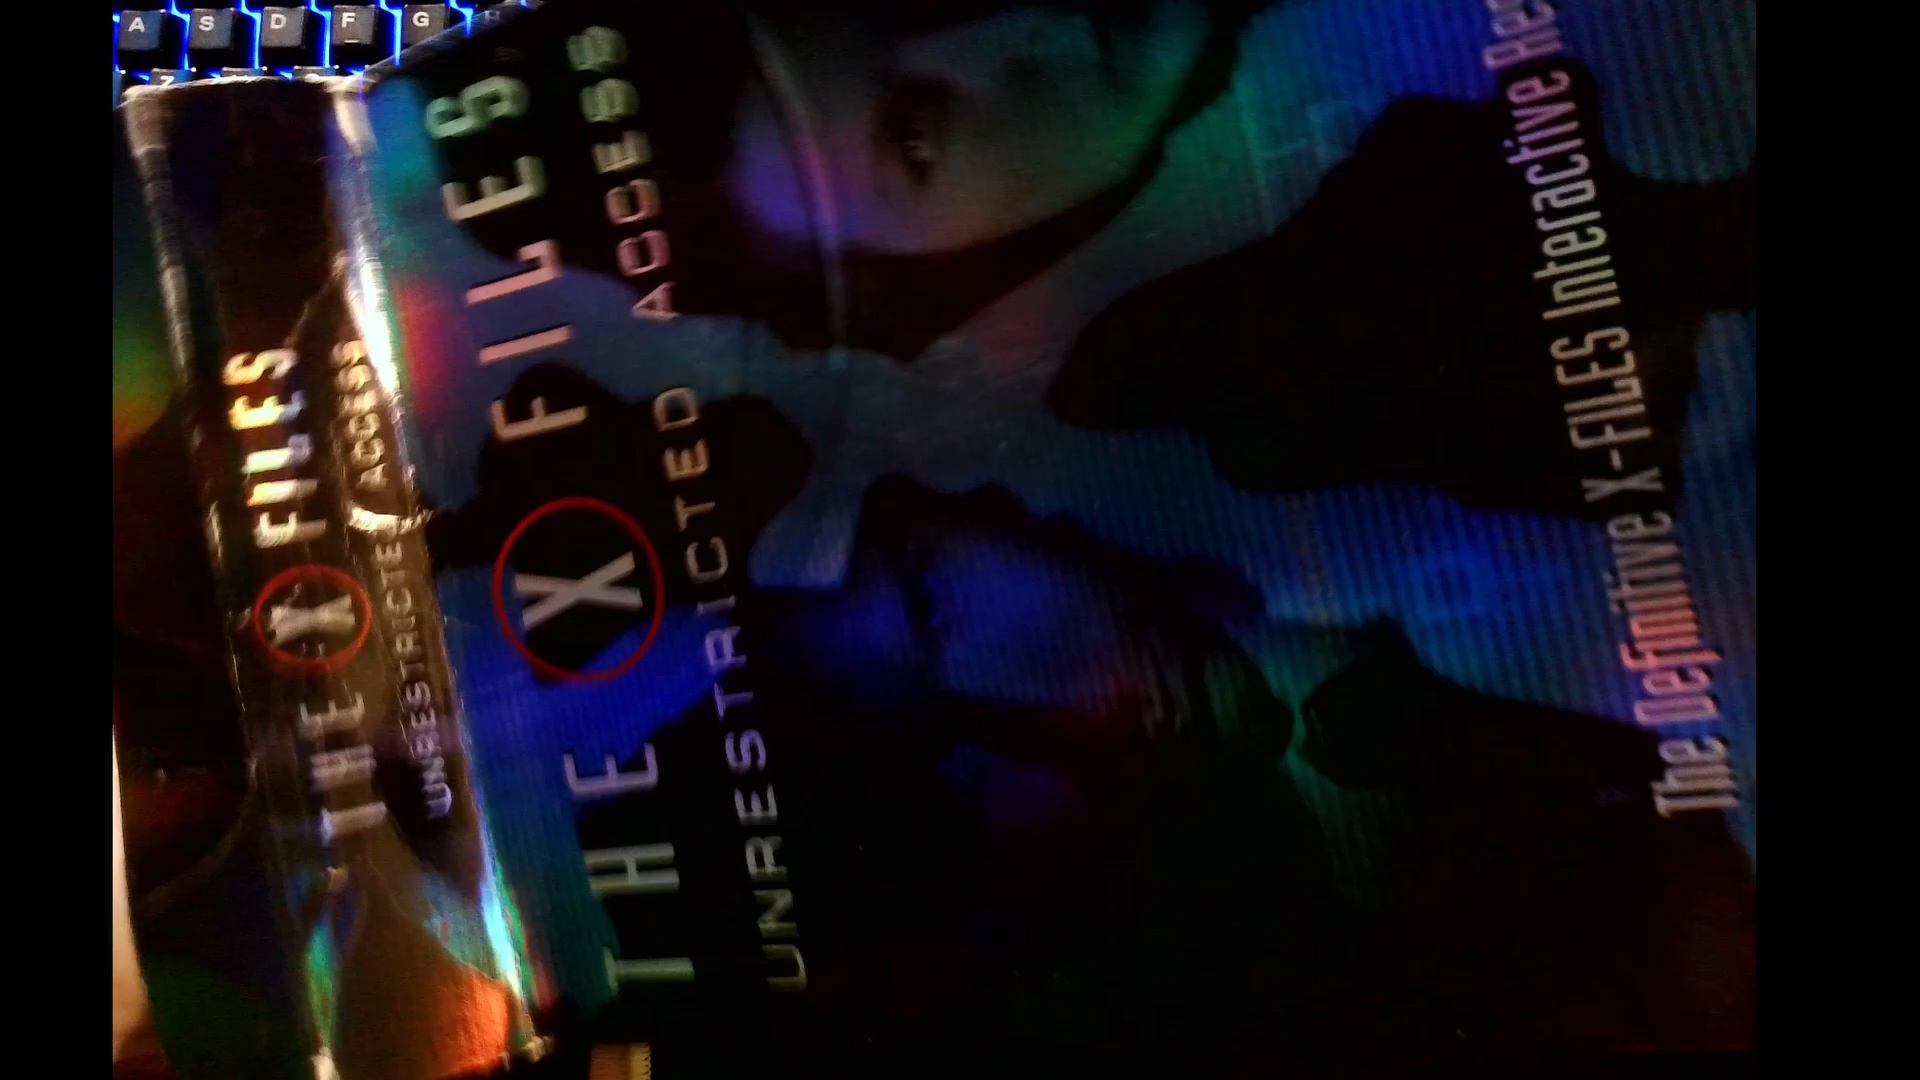 A S D F G H
Z
THE X FILES
UNRESTRICTED ACCESS
THE X FILES
UNRESTRICTED ACCESS
The Definitive X-FILES Interactive